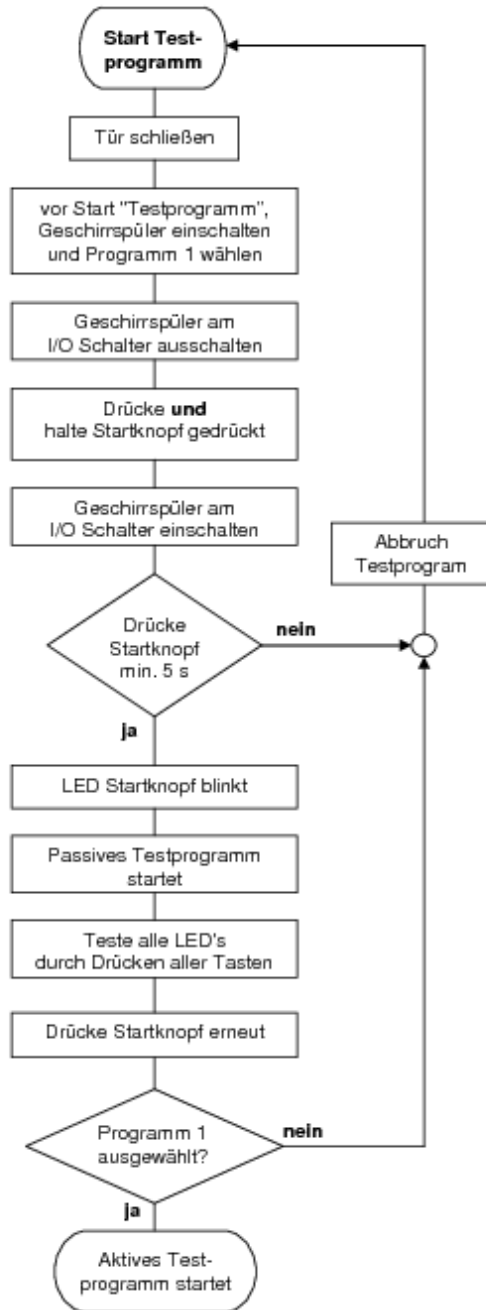 Start Test-
programm
Tür schließen
vor Start "Testprogramm",
Geschirrspüler einschalten
und Programm 1 wählen
Geschirrspüler am
I/O Schalter ausschalten
Drücke und
halte Startknopf gedrückt
Geschirrspüler am
I/O Schalter einschalten
Abbruch
Testprogram
Drücke
Startknopf
min. 5 s
nein
ja
LED Startknopf blinkt
Passives Testprogramm
startet
Teste alle LED's
durch Drücken aller Tasten
Drücke Startknopf erneut
Programm 1
ausgewählt?
nein
ja
Aktives Test-
programm startet